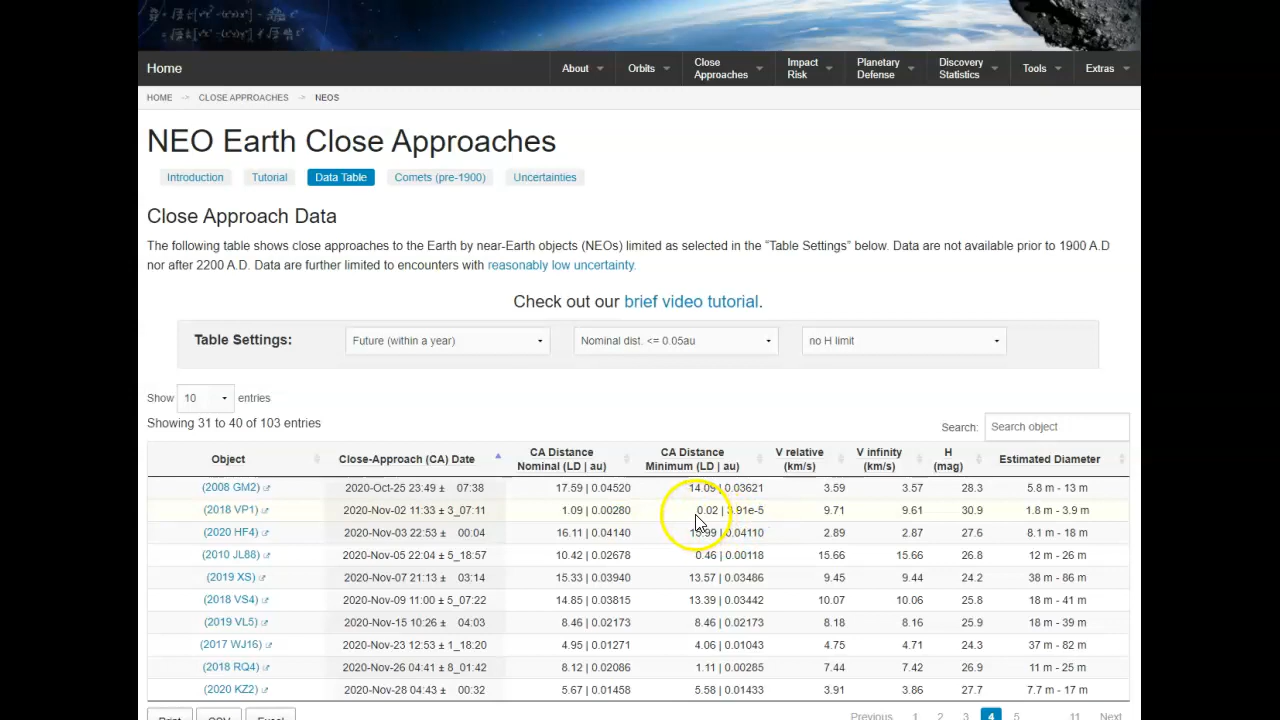 Home About Orbits Close Approaches Impact Risk Planetary Defense Discovery Statistics Tools Extras
HOME -> CLOSE APPROACHES -> NEOS
NEO Earth Close Approaches
Introduction Tutorial Data Table Comets (pre-1900) Uncertainties
Close Approach Data
The following table shows close approaches to the Earth by near-Earth objects (NEOs) limited as selected in the “Table Settings” below. Data are not available prior to 1900 A.D
nor after 2200 A.D. Data are further limited to encounters with reasonably low uncertainty.
Check out our brief video tutorial.
Table Settings: Future (within a year) Nominal dist. <= 0.05au no H limit
Show 10 entries
Showing 31 to 40 of 103 entries Search: Search object
Object Close-Approach (CA) Date CA Distance Nominal (LD | au) CA Distance Minimum (LD | au) V relative (km/s) V infinity (km/s) H (mag) Estimated Diameter
(2008 GM2) 2020-Oct-25 23:49 ± 07:38 17.59 | 0.04520 14.09 | 0.03621 3.59 3.57 28.3 5.8 m - 13 m
(2018 VP1) 2020-Nov-02 11:33 ± 3_07:11 1.09 | 0.00280 0.02 | 3.91e-5 9.71 9.61 30.9 1.8 m - 3.9 m
(2020 HF4) 2020-Nov-03 22:53 ± 00:04 16.11 | 0.04140 15.99 | 0.04110 2.89 2.87 27.6 8.1 m - 18 m
(2010 JL88) 2020-Nov-05 22:04 ± 5_18:57 10.42 | 0.02678 0.46 | 0.00118 15.66 15.66 26.8 12 m - 26 m
(2019 XS) 2020-Nov-07 21:13 ± 03:14 15.33 | 0.03940 13.57 | 0.03486 9.45 9.44 24.2 38 m - 86 m
(2018 VS4) 2020-Nov-09 11:00 ± 5_07:22 14.85 | 0.03815 13.39 | 0.03442 10.07 10.06 25.8 18 m - 41 m
(2019 VL5) 2020-Nov-15 10:26 ± 04:03 8.46 | 0.02173 8.46 | 0.02173 8.18 8.16 25.9 18 m - 39 m
(2017 WJ16) 2020-Nov-23 12:53 ± 1_18:20 4.95 | 0.01271 4.06 | 0.01043 4.75 4.71 24.3 37 m - 82 m
(2018 RQ4) 2020-Nov-26 04:41 ± 8_01:42 8.12 | 0.02086 1.11 | 0.00285 7.44 7.42 26.9 11 m - 25 m
(2020 KZ2) 2020-Nov-28 04:43 ± 00:32 5.67 | 0.01458 5.58 | 0.01433 3.91 3.86 27.7 7.7 m - 17 m
Print CSV Excel Previous 1 2 3 4 5 11 Next